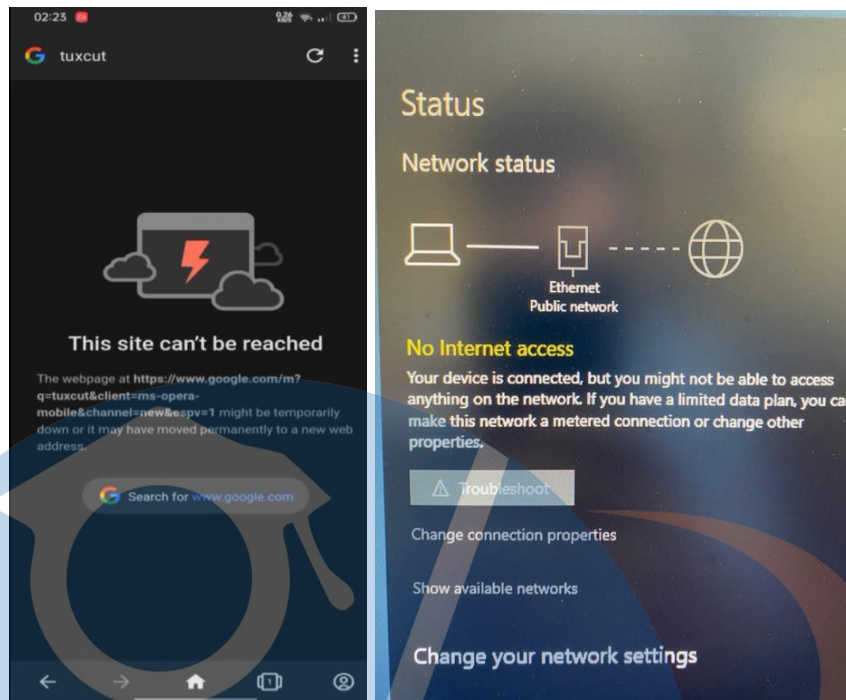 02:23
0.26
KB/S
41
tuxcut
This site can't be reached
The webpage at https://www.google.com/m?
q=tuxcut&client=ms-opera-
mobile&channel=new&espv=1 might be temporarily
down or it may have moved permanently to a new web
address.
Search for www.google.com
1
Status
Network status
Ethernet
Public network
No Internet access
Your device is connected, but you might not be able to access
anything on the network. If you have a limited data plan, you ca
make this network a metered connection or change other
properties.
Troubleshoot
Change connection properties
Show available networks
Change your network settings